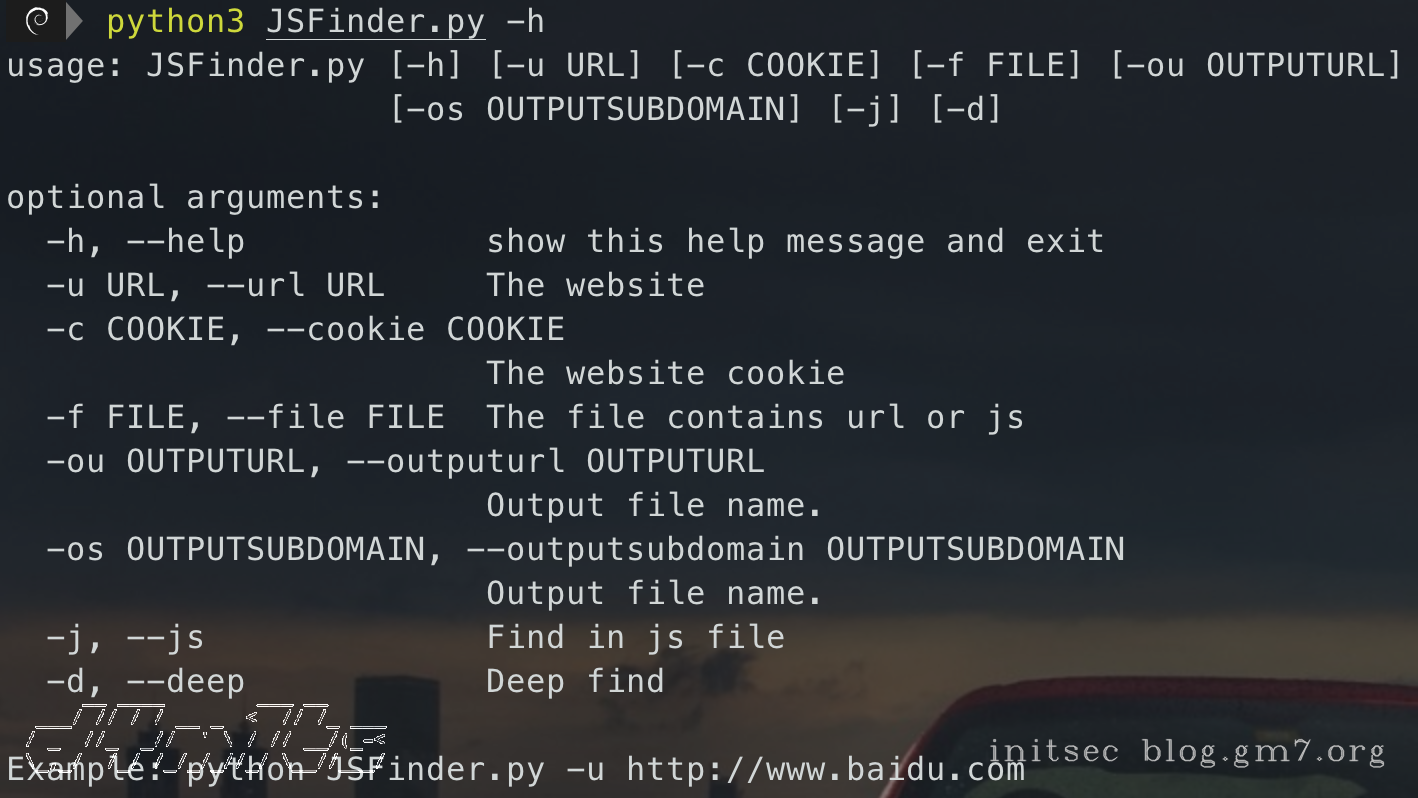 python3 JSFinder.py -h
usage: JSFinder.py [-h] [-u URL] [-c COOKIE] [-f FILE] [-ou OUTPUTURL]
                   [-os OUTPUTSUBDOMAIN] [-j] [-d]

optional arguments:
  -h, --help            show this help message and exit
  -u URL, --url URL     The website
  -c COOKIE, --cookie COOKIE
                        The website cookie
  -f FILE, --file FILE  The file contains url or js
  -ou OUTPUTURL, --outputurl OUTPUTURL
                        Output file name.
  -os OUTPUTSUBDOMAIN, --outputsubdomain OUTPUTSUBDOMAIN
                        Output file name.
  -j, --js              Find in js file
  -d, --deep            Deep find
initsec blog.gm7.org
Example: python JSFinder.py -u http://www.baidu.com